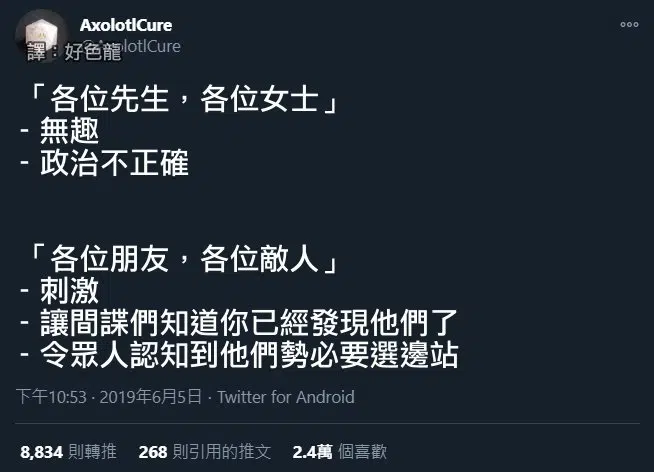 AxolotlCure
@AxolotlCure
譯:好色龍
「各位先生,各位女士」
- 無趣
- 政治不正確
「各位朋友,各位敵人」
- 刺激
- 讓間諜們知道你已經發現他們了
- 令眾人認知到他們勢必要選邊站
下午10:53 · 2019年6月5日 · Twitter for Android
8,834 則轉推 268 則引用的推文 2.4萬 個喜歡